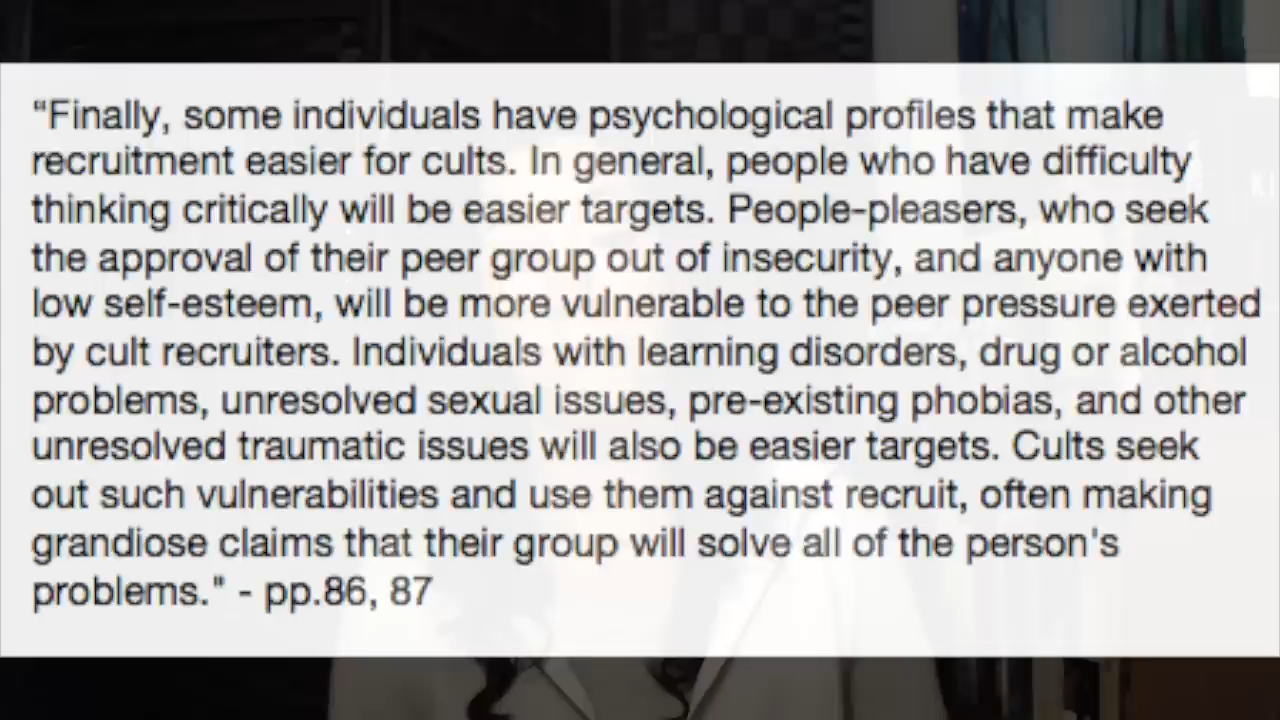 “Finally, some individuals have psychological profiles that make
recruitment easier for cults. In general, people who have difficulty
thinking critically will be easier targets. People-pleasers, who seek
the approval of their peer group out of insecurity, and anyone with
low self-esteem, will be more vulnerable to the peer pressure exerted
by cult recruiters. Individuals with learning disorders, drug or alcohol
problems, unresolved sexual issues, pre-existing phobias, and other
unresolved traumatic issues will also be easier targets. Cults seek
out such vulnerabilities and use them against recruit, often making
grandiose claims that their group will solve all of the person's
problems." - pp.86, 87